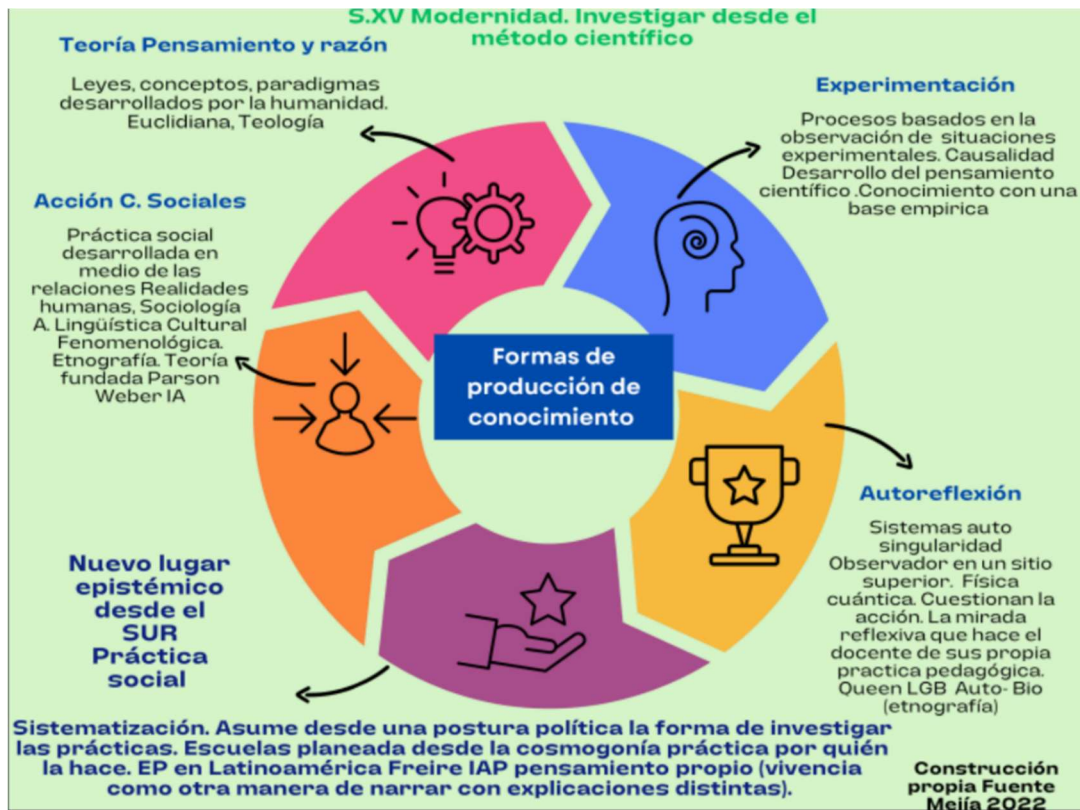 S.XV Modernidad. Investigar desde el
método científico
Teoría Pensamiento y razón
Leyes, conceptos, paradigmas
desarrollados por la humanidad.
Euclidiana, Teología
Experimentación
Procesos basados en la
observación de situaciones
experimentales. Causalidad
Desarrollo del pensamiento
científico .Conocimiento con una
base empirica
Acción C. Sociales
Práctica social
desarrollada en
medio de las
relaciones Realidades
humanas, Sociología
A. Lingüística Cultural
Fenomenológica.
Etnografía. Teoría
fundada Parson
Weber IA
Formas de
producción de
conocimiento
Autoreflexión
Sistemas auto
singularidad
Observador en un sitio
superior. Física
cuántica. Cuestionan la
acción. La mirada
reflexiva que hace el
docente de sus propia
practica pedagógica.
Queen LGB Auto- Bio
(etnografía)
Nuevo lugar
epistémico
desde el
SUR
Práctica
social
Sistematización. Asume desde una postura política la forma de investigar
las prácticas. Escuelas planeada desde la cosmogonía práctica por quién
la hace. EP en Latinoamérica Freire IAP pensamiento propio (vivencia
como otra manera de narrar con explicaciones distintas).
Construcción
propia Fuente
Mejía 2022